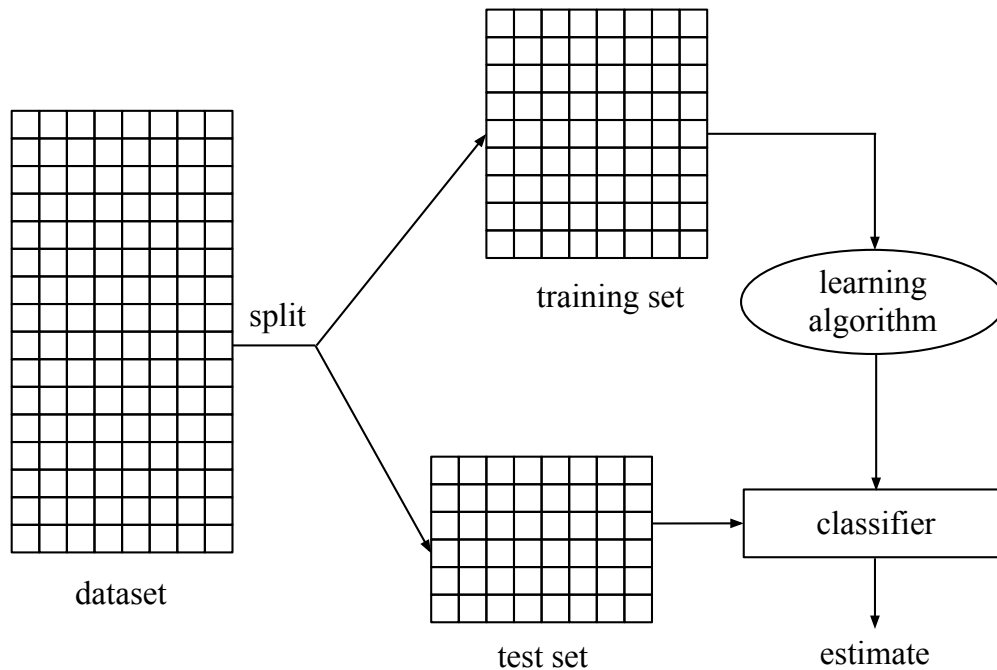 training set
learning
algorithm
split
classifier
dataset
test set
estimate